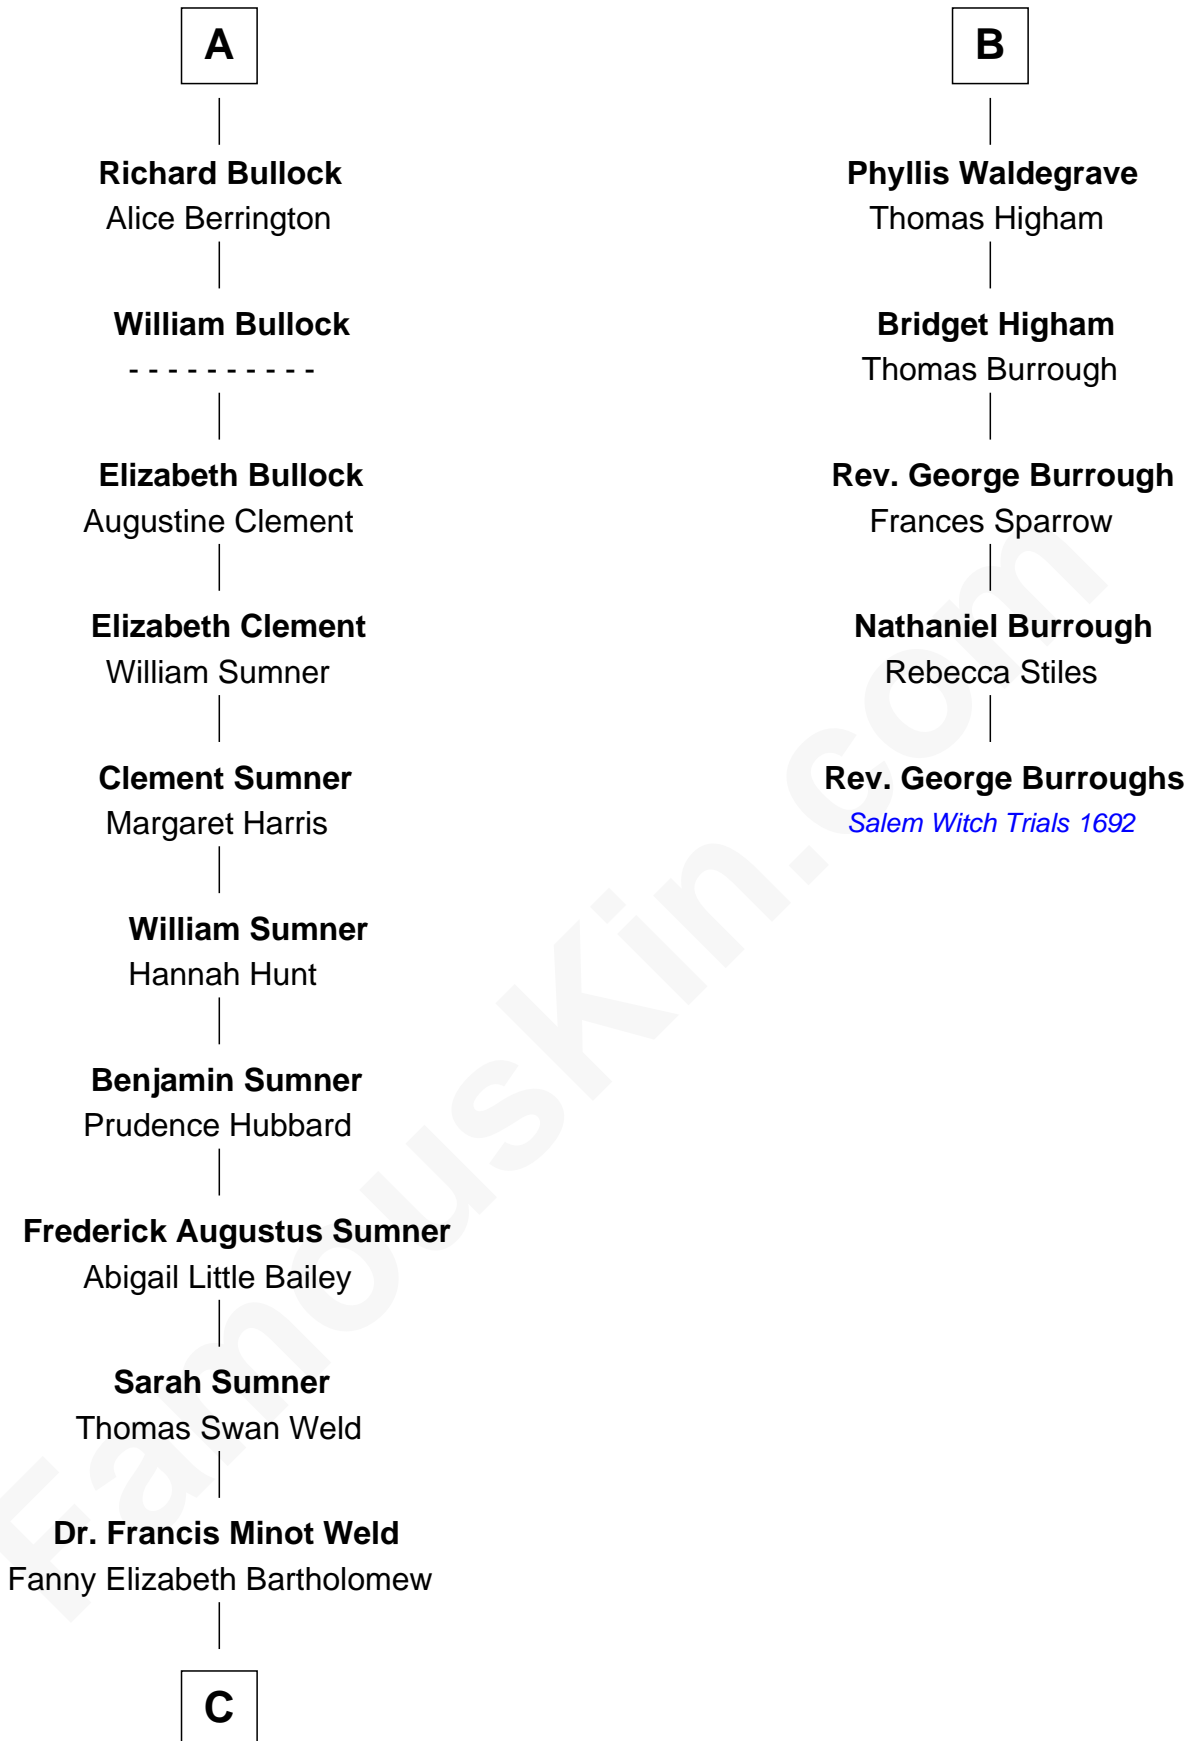 A
Richard Bullock
Alice Berrington
William Bullock
- - - - - - - - - -
Elizabeth Bullock
Augustine Clement
Elizabeth Clement
William Sumner
Clement Sumner
Margaret Harris
William Sumner
Hannah Hunt
Benjamin Sumner
Prudence Hubbard
Frederick Augustus Sumner
Abigail Little Bailey
Sarah Sumner
Thomas Swan Weld
Dr. Francis Minot Weld
Fanny Elizabeth Bartholomew
C
B
Phyllis Waldegrave
Thomas Higham
Bridget Higham
Thomas Burrough
Rev. George Burrough
Frances Sparrow
Nathaniel Burrough
Rebecca Stiles
Rev. George Burroughs
Salem Witch Trials 1692
FamousKin.com